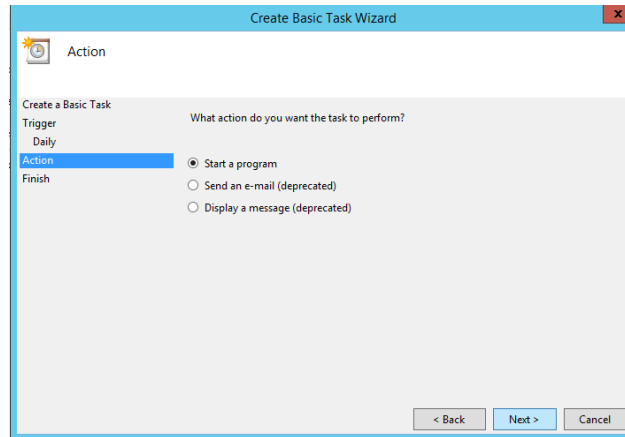 Create Basic Task Wizard
x
Action
Create a Basic Task
Trigger
Daily
Action
Finish
What action do you want the task to perform?
Start a program
Send an e-mail (deprecated)
Display a message (deprecated)
< Back
Next >
Cancel